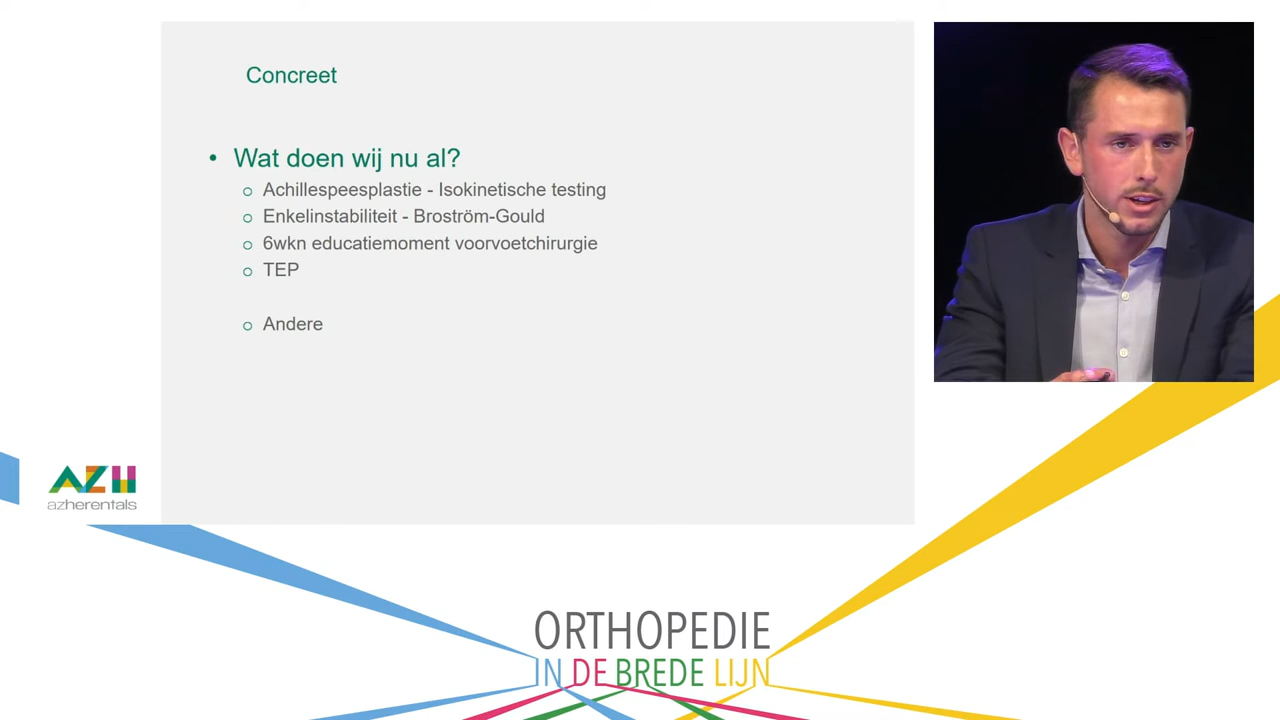 Concreet
• Wat doen wij nu al?
o Achillespeesplastie - Isokinetische testing
o Enkelinstabiliteit - Broström-Gould
o 6wkn educatiemoment voorvoetchirurgie
o TEP
o Andere
AZH
azherentals
ORTHOPEDIE
IN DE BREDE LIJN